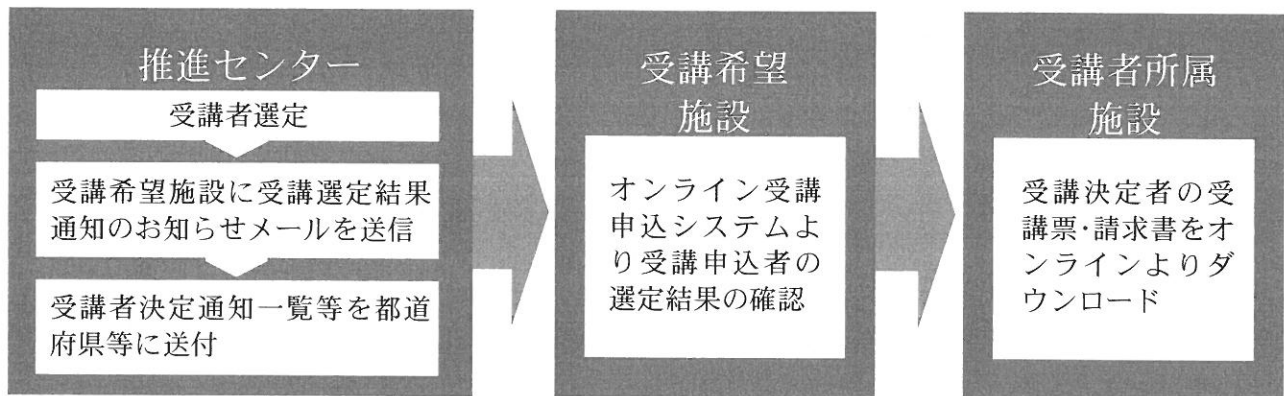 推進センター
受講者選定
受講希望施設に受講選定結果
通知のお知らせメールを送信
受講者決定通知一覧等を都道
府県等に送付
受講希望
施設
オンライン受講
申込システムよ
り受講申込者の
選定結果の確認
受講者所属
施設
受講決定者の受
講票・請求書をオ
ンラインよりダ
ウンロード